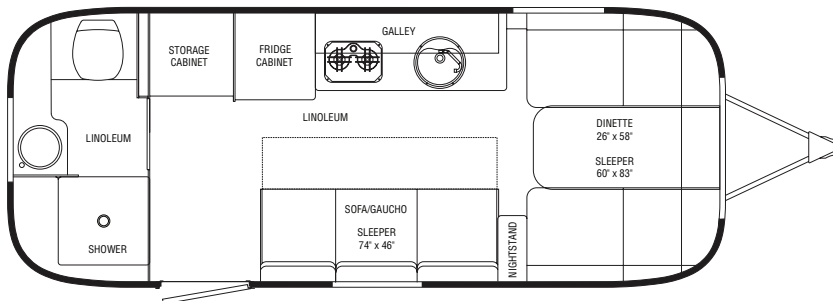 GALLEY
STORAGE
CABINET
FRIDGE
CABINET
LINOLEUM
LINOLEUM
DINETTE
26" x 58"
SLEEPER
60" x 83"
SOFA/GAUCHO
SLEEPER
74" x 46"
NIGHTSTAND
SHOWER